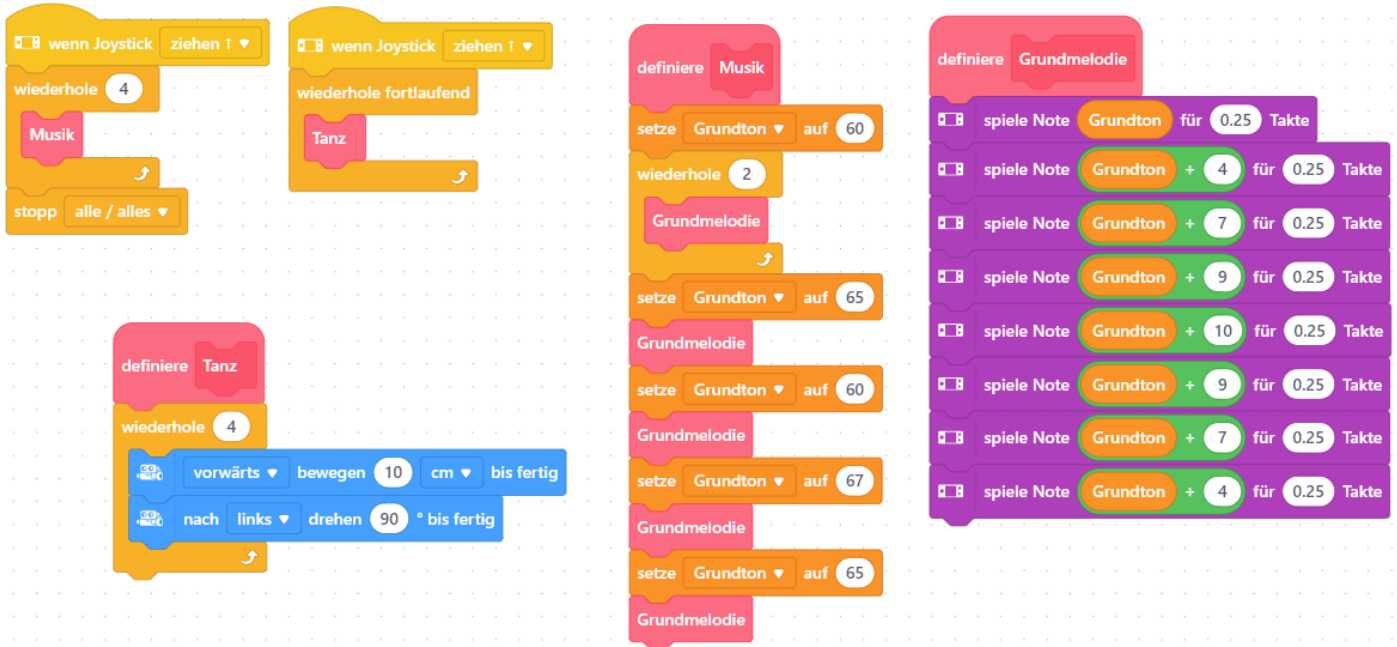 wenn Joystick ziehen ↑
wiederhole 4
Musik
stopp alle / alles
wenn Joystick ziehen ↑
wiederhole fortlaufend
Tanz
definiere Tanz
wiederhole 4
vorwärts bewegen 10 cm bis fertig
nach links drehen 90 ° bis fertig
definiere Musik
setze Grundton auf 60
wiederhole 2
Grundmelodie
setze Grundton auf 65
Grundmelodie
setze Grundton auf 60
Grundmelodie
setze Grundton auf 67
Grundmelodie
setze Grundton auf 65
Grundmelodie
definiere Grundmelodie
spiele Note Grundton für 0.25 Takte
spiele Note Grundton + 4 für 0.25 Takte
spiele Note Grundton + 7 für 0.25 Takte
spiele Note Grundton + 9 für 0.25 Takte
spiele Note Grundton + 10 für 0.25 Takte
spiele Note Grundton + 9 für 0.25 Takte
spiele Note Grundton + 7 für 0.25 Takte
spiele Note Grundton + 4 für 0.25 Takte